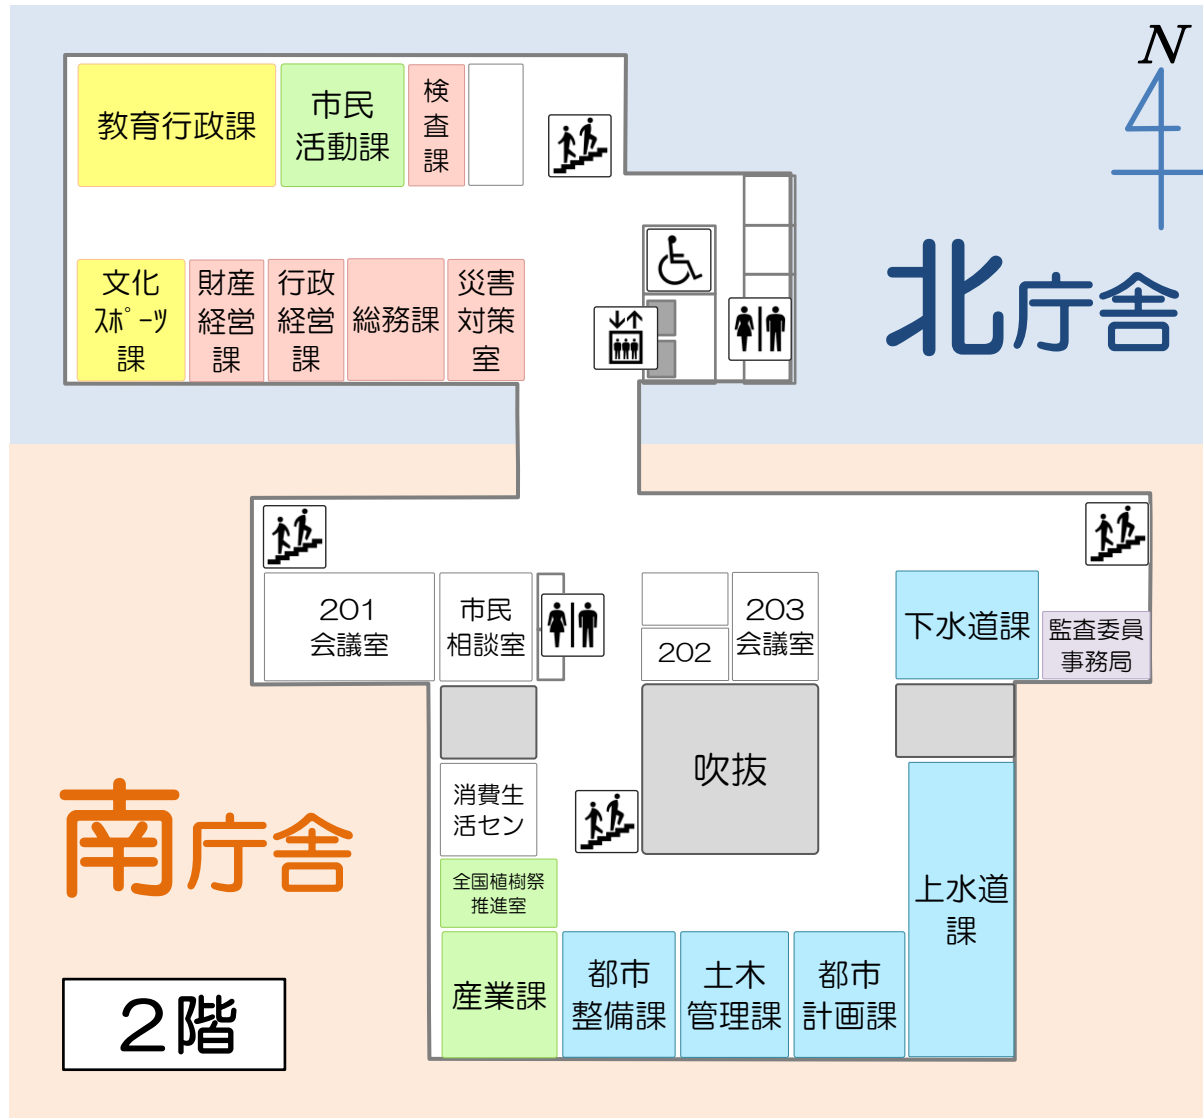 N
教育行政課
市民
活動課
検
査
課
文化
ｽﾎﾟｰﾂ
課
財産
経営
課
行政
経営
課
総務課
災害
対策
室
北庁舎
201
会議室
市民
相談室
202
203
会議室
下水道課
監査委員
事務局
吹抜
消費生
活セン
全国植樹祭
推進室
産業課
都市
整備課
土木
管理課
都市
計画課
上水道
課
南庁舎
２階